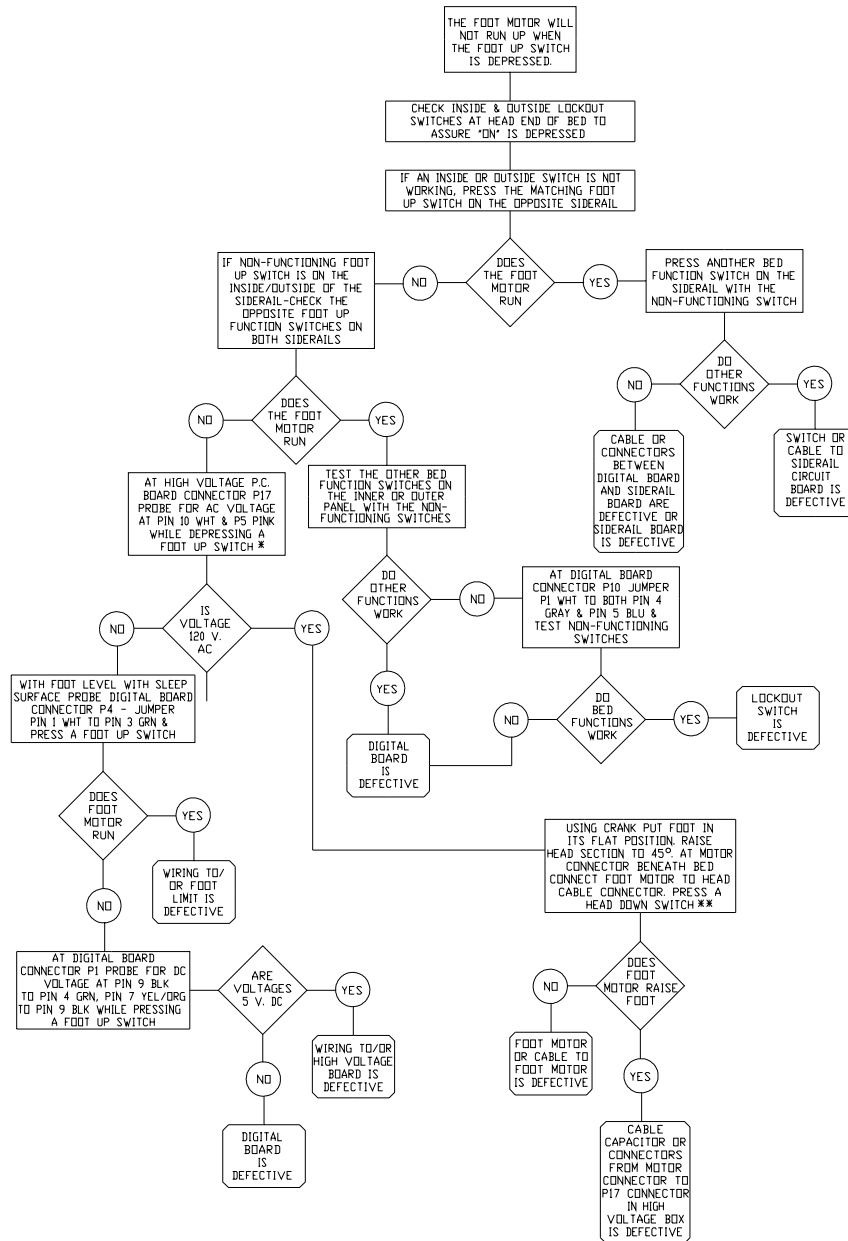 THE FOOT MOTOR WILL
NOT RUN UP WHEN
THE FOOT UP SWITCH
IS DEPRESSED.
CHECK INSIDE & OUTSIDE LOCKOUT
SWITCHES AT HEAD END OF BED TO
ASSURE "ON" IS DEPRESSED
IF AN INSIDE OR OUTSIDE SWITCH IS NOT
WORKING, PRESS THE MATCHING FOOT
UP SWITCH ON THE OPPOSITE SIDERAIL
DOES
THE FOOT
MOTOR
RUN
NO
YES
IF NON-FUNCTIONING FOOT
UP SWITCH IS ON THE
INSIDE/OUTSIDE OF THE
SIDERAIL-CHECK THE
OPPOSITE FOOT UP
FUNCTION SWITCHES ON
BOTH SIDERAILS
PRESS ANOTHER BED
FUNCTION SWITCH ON THE
SIDERAIL WITH THE
NON-FUNCTIONING SWITCH
DO
OTHER
FUNCTIONS
WORK
NO
YES
CABLE OR
CONNECTORS
BETWEEN
DIGITAL BOARD
AND SIDERAIL
BOARD ARE
DEFECTIVE OR
SIDERAIL BOARD
IS DEFECTIVE
SWITCH OR
CABLE TO
SIDERAIL
CIRCUIT
BOARD IS
DEFECTIVE
DOES
THE FOOT
MOTOR
RUN
NO
YES
AT HIGH VOLTAGE P.C.
BOARD CONNECTOR P17
PROBE FOR AC VOLTAGE
AT PIN 10 WHT & P5 PINK
WHILE DEPRESSING A
FOOT UP SWITCH *
TEST THE OTHER BED
FUNCTION SWITCHES ON
THE INNER OR OUTER
PANEL WITH THE NON-
FUNCTIONING SWITCHES
DO
OTHER
FUNCTIONS
WORK
NO
YES
AT DIGITAL BOARD
CONNECTOR P10 JUMPER
P1 WHT TO BOTH PIN 4
GRAY & PIN 5 BLU &
TEST NON-FUNCTIONING
SWITCHES
DO
BED
FUNCTIONS
WORK
NO
YES
LOCKOUT
SWITCH
IS
DEFECTIVE
DIGITAL
BOARD
IS
DEFECTIVE
IS
VOLTAGE
120 V.
AC
NO
YES
WITH FOOT LEVEL WITH SLEEP
SURFACE PROBE DIGITAL BOARD
CONNECTOR P4 - JUMPER
PIN 1 WHT TO PIN 3 GRN &
PRESS A FOOT UP SWITCH
DOES
FOOT
MOTOR
RUN
YES
NO
WIRING TO/
OR FOOT
LIMIT IS
DEFECTIVE
AT DIGITAL BOARD
CONNECTOR P1 PROBE FOR DC
VOLTAGE AT PIN 9 BLK
TO PIN 4 GRN, PIN 7 YEL/ORG
TO PIN 9 BLK WHILE PRESSING
A FOOT UP SWITCH
ARE
VOLTAGES
5 V. DC
YES
NO
WIRING TO/OR
HIGH VOLTAGE
BOARD IS
DEFECTIVE
DIGITAL
BOARD
IS
DEFECTIVE
USING CRANK PUT FOOT IN
ITS FLAT POSITION. RAISE
HEAD SECTION TO 45°. AT MOTOR
CONNECTOR BENEATH BED
CONNECT FOOT MOTOR TO HEAD
CABLE CONNECTOR. PRESS A
HEAD DOWN SWITCH **
DOES
FOOT
MOTOR RAISE
FOOT
NO
YES
FOOT MOTOR
OR CABLE TO
FOOT MOTOR
IS DEFECTIVE
CABLE
CAPACITOR OR
CONNECTORS
FROM MOTOR
CONNECTOR TO
P17 CONNECTOR
IN HIGH
VOLTAGE BOX
IS DEFECTIVE